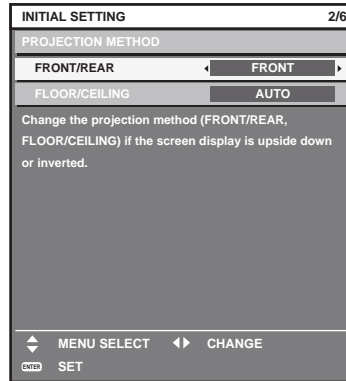 INITIAL SETTING 2/6
PROJECTION METHOD
FRONT/REAR FRONT
FLOOR/CEILING AUTO
Change the projection method (FRONT/REAR,
FLOOR/CEILING) if the screen display is upside down
or inverted.
MENU SELECT CHANGE
ENTER SET